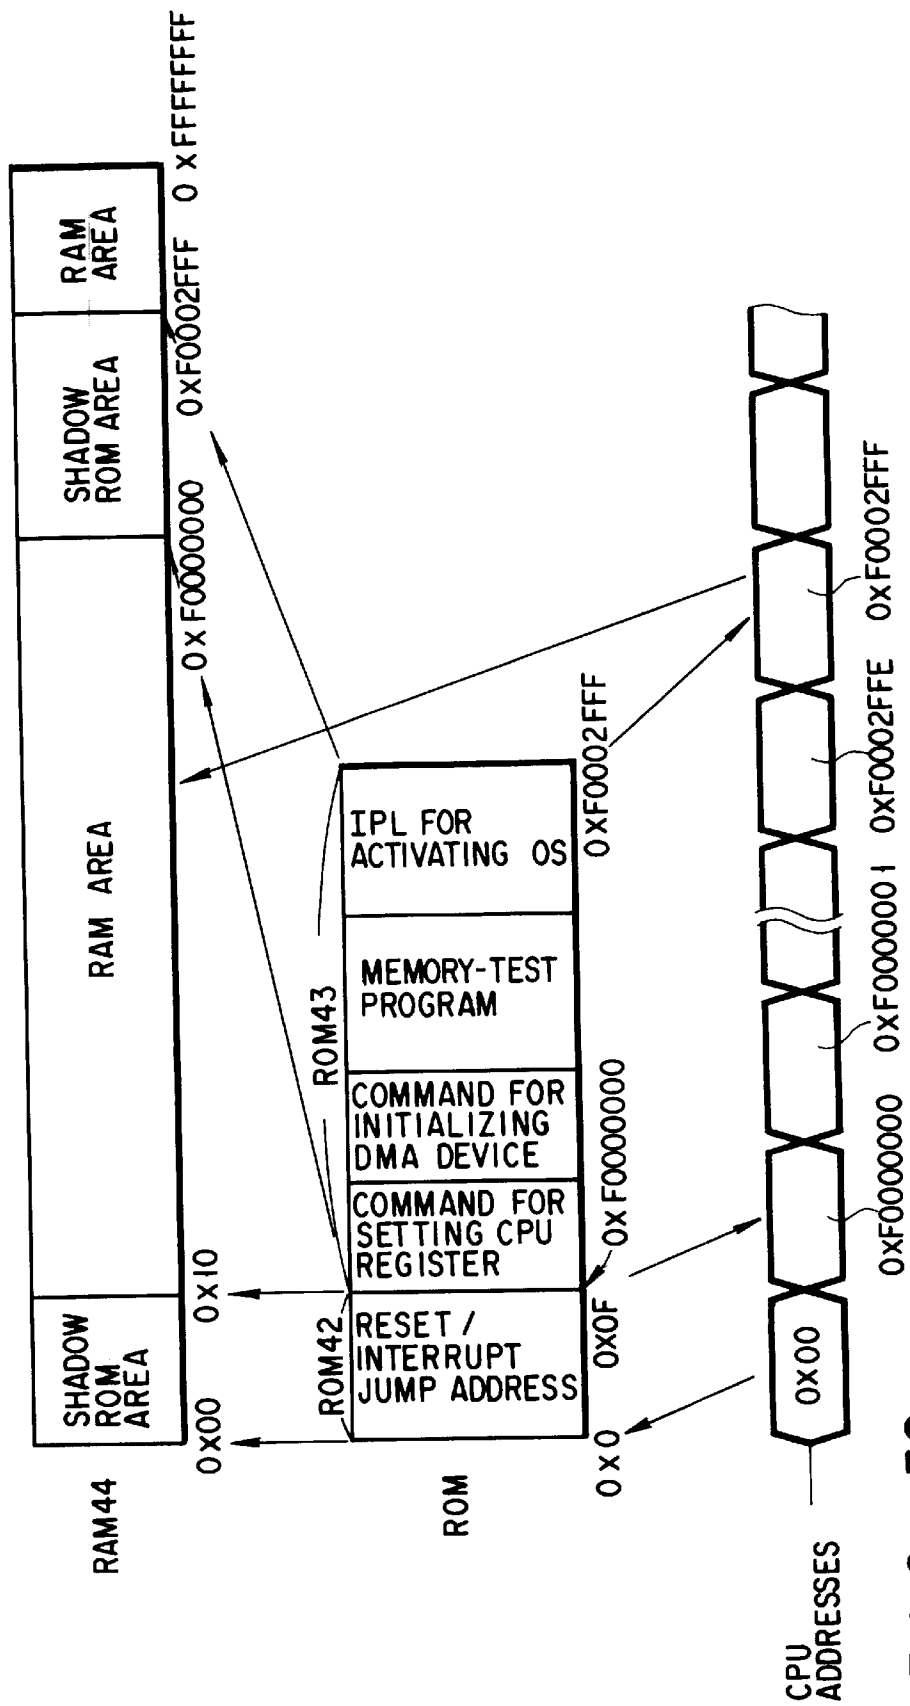 RAM44
SHADOW
ROM
AREA
RAM AREA
SHADOW
ROM AREA
RAM
AREA
0X00
0X10
0XF0000000
0XF0002FFF
0XFFFFFFFF
ROM
ROM42
ROM43
RESET /
INTERRUPT
JUMP ADDRESS
COMMAND FOR
SETTING CPU
REGISTER
COMMAND FOR
INITIALIZING
DMA DEVICE
MEMORY-TEST
PROGRAM
IPL FOR
ACTIVATING OS
0X0
0X0F
0XF0000000
0XF0002FFF
CPU
ADDRESSES
0X00
0XF0000000
0XF0000001
0XF0002FFE
0XF0002FFF